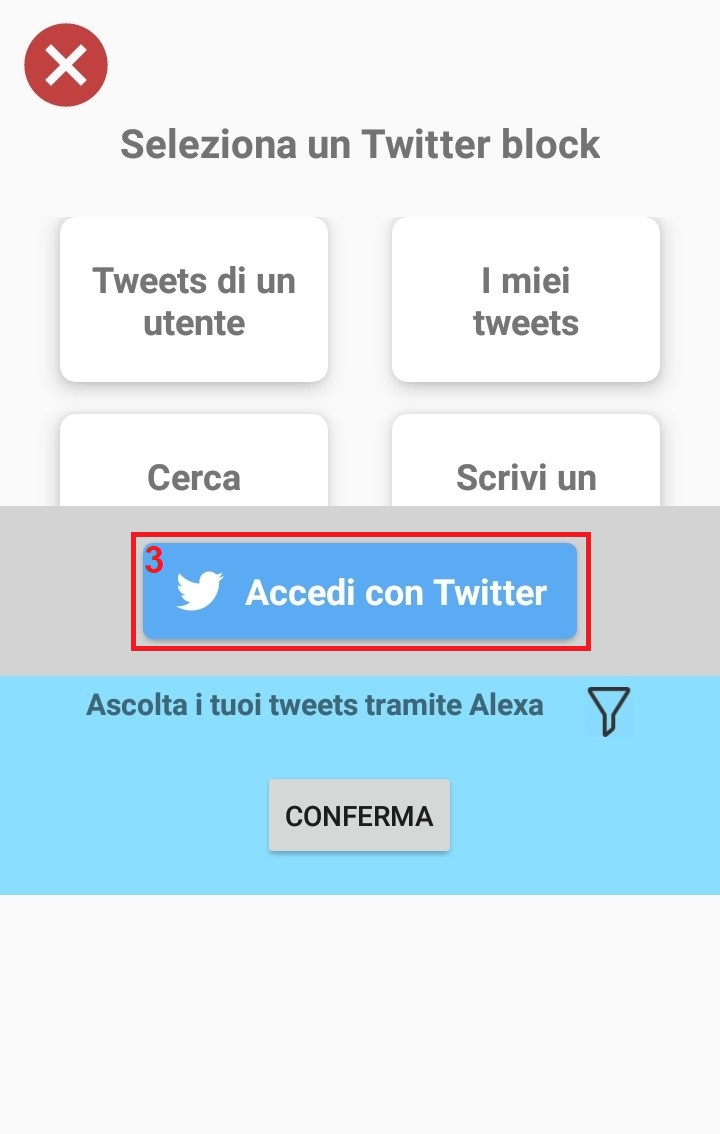 Seleziona un Twitter block
Tweets di un
utente
I miei
tweets
Cerca
Scrivi un
3
Accedi con Twitter
Ascolta i tuoi tweets tramite Alexa
CONFERMA